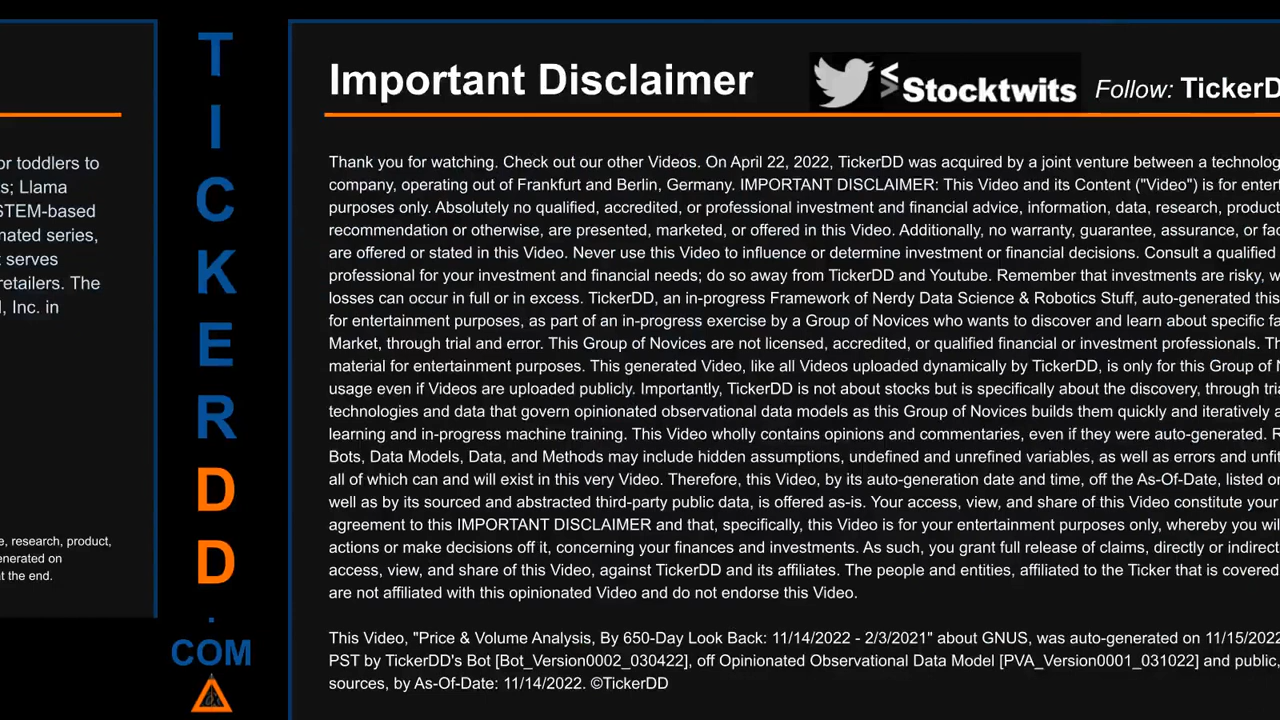 or toddlers to
s; Llama
STEM-based
mated series,
t serves
retailers. The
l, Inc. in
e, research, product,
enerated on
at the end.
T
I
C
K
E
R
D
D
.
COM
Important Disclaimer
Stocktwits
Follow: TickerD
Thank you for watching. Check out our other Videos. On April 22, 2022, TickerDD was acquired by a joint venture between a technolog
company, operating out of Frankfurt and Berlin, Germany. IMPORTANT DISCLAIMER: This Video and its Content ("Video") is for enter
purposes only. Absolutely no qualified, accredited, or professional investment and financial advice, information, data, research, product
recommendation or otherwise, are presented, marketed, or offered in this Video. Additionally, no warranty, guarantee, assurance, or fac
are offered or stated in this Video. Never use this Video to influence or determine investment or financial decisions. Consult a qualified
professional for your investment and financial needs; do so away from TickerDD and Youtube. Remember that investments are risky, w
losses can occur in full or in excess. TickerDD, an in-progress Framework of Nerdy Data Science & Robotics Stuff, auto-generated this
for entertainment purposes, as part of an in-progress exercise by a Group of Novices who wants to discover and learn about specific fa
Market, through trial and error. This Group of Novices are not licensed, accredited, or qualified financial or investment professionals. Th
material for entertainment purposes. This generated Video, like all Videos uploaded dynamically by TickerDD, is only for this Group of N
usage even if Videos are uploaded publicly. Importantly, TickerDD is not about stocks but is specifically about the discovery, through tria
technologies and data that govern opinionated observational data models as this Group of Novices builds them quickly and iteratively a
learning and in-progress machine training. This Video wholly contains opinions and commentaries, even if they were auto-generated. R
Bots, Data Models, Data, and Methods may include hidden assumptions, undefined and unrefined variables, as well as errors and unfit
all of which can and will exist in this very Video. Therefore, this Video, by its auto-generation date and time, off the As-Of-Date, listed or
well as by its sourced and abstracted third-party public data, is offered as-is. Your access, view, and share of this Video constitute your
agreement to this IMPORTANT DISCLAIMER and that, specifically, this Video is for your entertainment purposes only, whereby you wil
actions or make decisions off it, concerning your finances and investments. As such, you grant full release of claims, directly or indirect
access, view, and share of this Video, against TickerDD and its affiliates. The people and entities, affiliated to the Ticker that is covered
are not affiliated with this opinionated Video and do not endorse this Video.
This Video, "Price & Volume Analysis, By 650-Day Look Back: 11/14/2022 - 2/3/2021" about GNUS, was auto-generated on 11/15/2022
PST by TickerDD's Bot [Bot_Version0002_030422], off Opinionated Observational Data Model [PVA_Version0001_031022] and public,
sources, by As-Of-Date: 11/14/2022. ©TickerDD